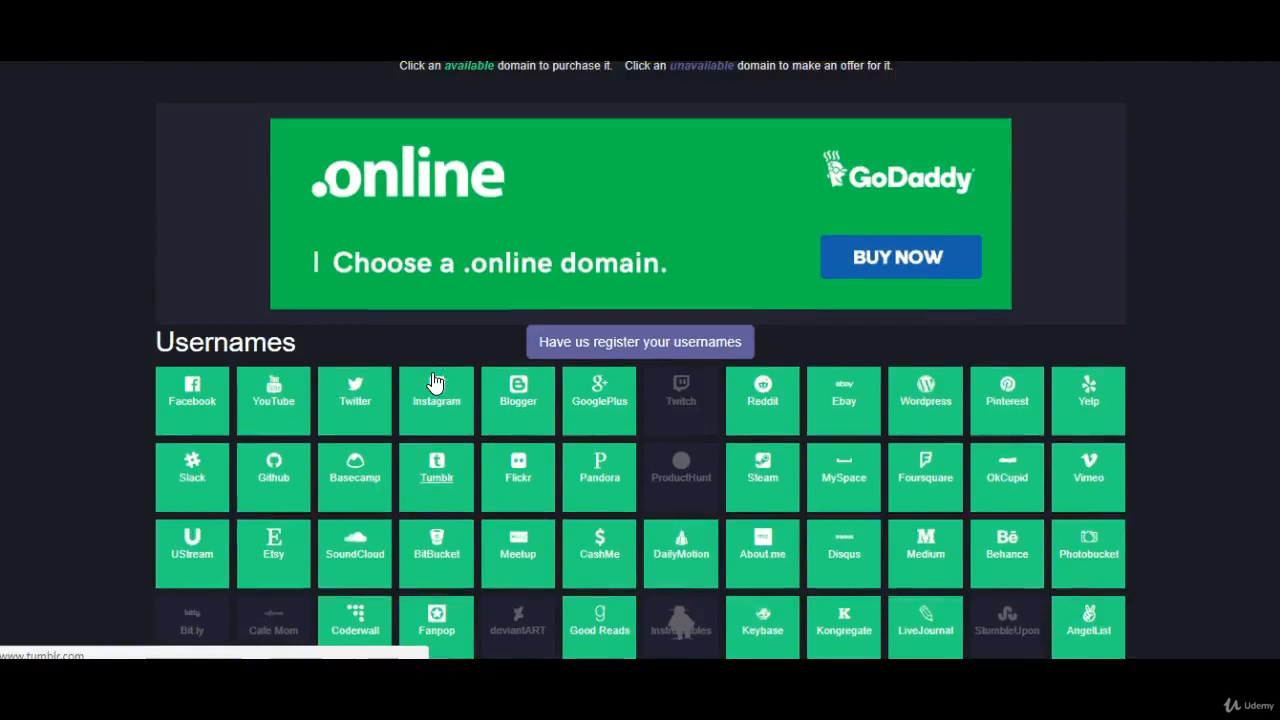 Click an available domain to purchase it. Click an unavailable domain to make an offer for it.
.online
GoDaddy
Choose a .online domain.
BUY NOW
Usernames
Have us register your usernames
Facebook YouTube Twitter Instagram Blogger GooglePlus Twitch Reddit Ebay Wordpress Pinterest Yelp
Slack Github Basecamp Tumblr Flickr Pandora ProductHunt Steam MySpace Foursquare OkCupid Vimeo
UStream Etsy SoundCloud BitBucket Meetup CashMe DailyMotion About.me Disqus Medium Behance Photobucket
Bit.ly Cafe Mom Coderwall Fanpop deviantART Good Reads Instructables Keybase Kongregate LiveJournal StumbleUpon AngelList
www.tumblr.com
Udemy